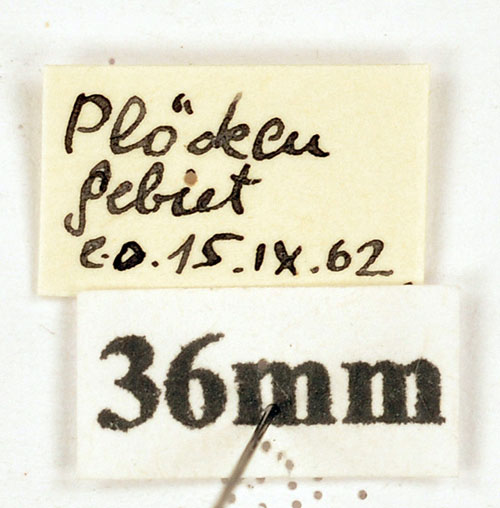 Plöcken
gebiet
e.o. 15.IX.62
36mm